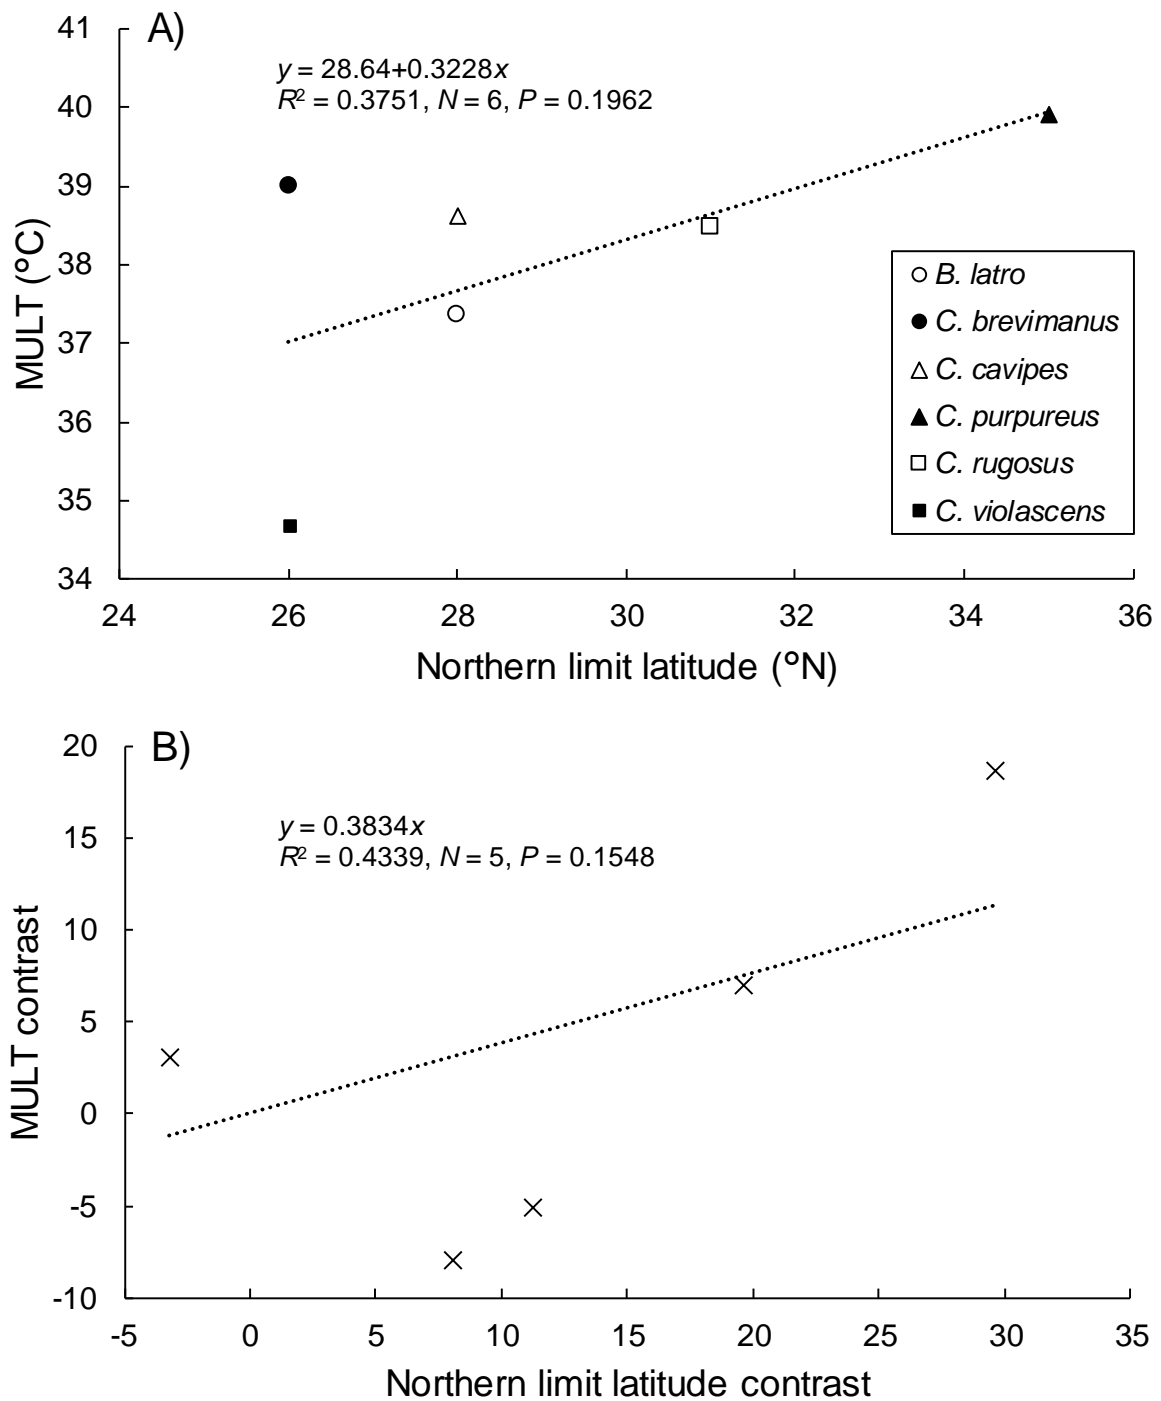 A)
y = 28.64+0.3228x
R² = 0.3751, N = 6, P = 0.1962
41
40
39
38
37
36
35
34
MULT (°C)
B. latro
C. brevimanus
C. cavipes
C. purpureus
C. rugosus
C. violascens
24 26 28 30 32 34 36
Northern limit latitude (°N)
B)
y = 0.3834x
R² = 0.4339, N = 5, P = 0.1548
20
15
10
5
0
-5
-10
MULT contrast
-5 0 5 10 15 20 25 30 35
Northern limit latitude contrast